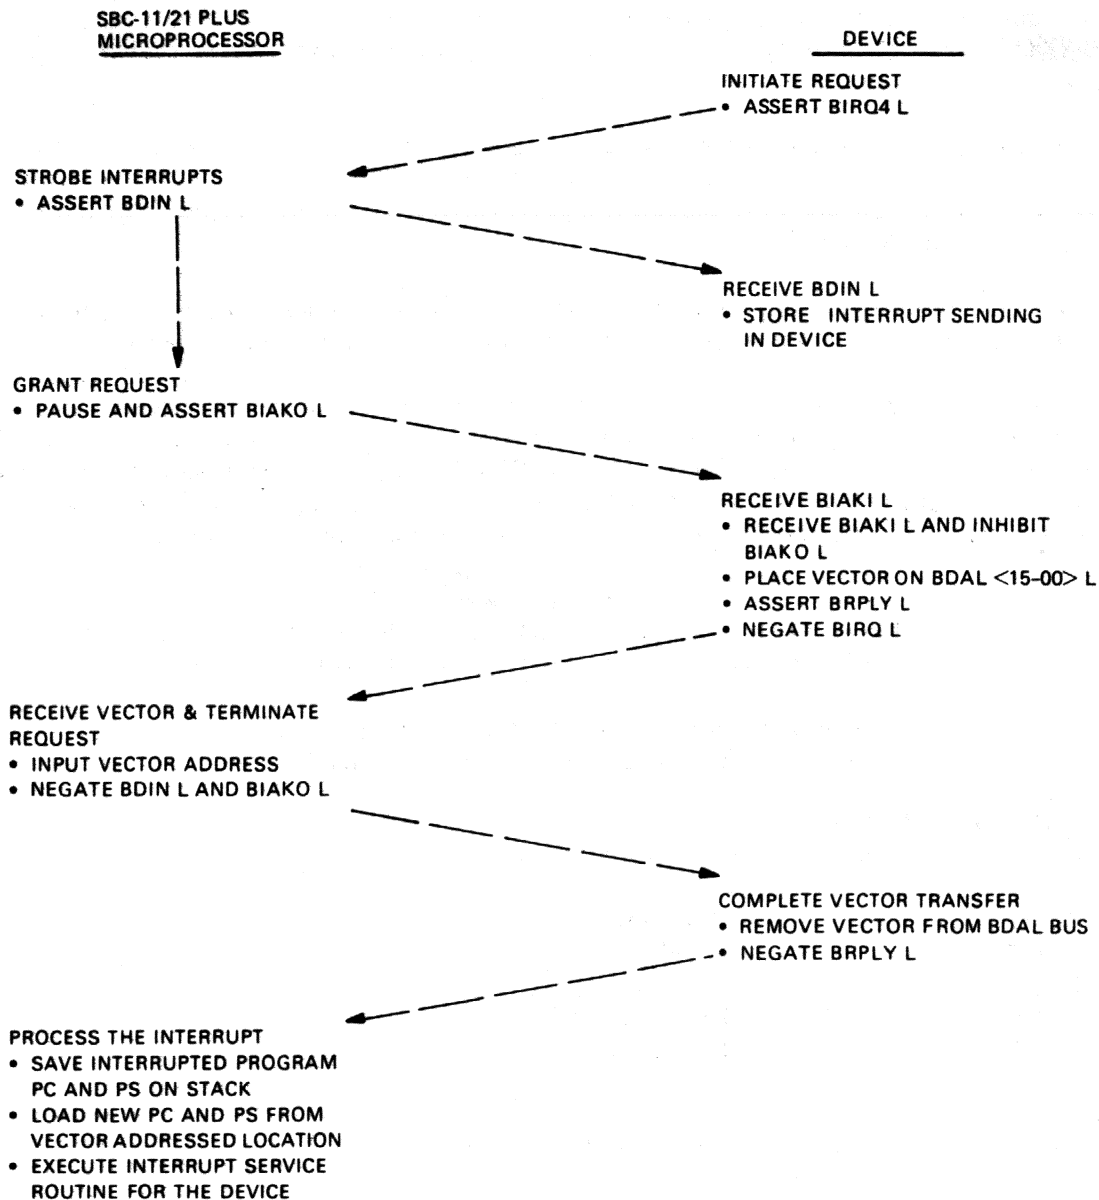 SBC-11/21 PLUS
MICROPROCESSOR
DEVICE
INITIATE REQUEST
• ASSERT BIRQ4 L
STROBE INTERRUPTS
• ASSERT BDIN L
RECEIVE BDIN L
• STORE INTERRUPT SENDING
IN DEVICE
GRANT REQUEST
• PAUSE AND ASSERT BIAKO L
RECEIVE BIAKI L
• RECEIVE BIAKI L AND INHIBIT
BIAKO L
• PLACE VECTOR ON BDAL <15-00> L
• ASSERT BRPLY L
• NEGATE BIRQ L
RECEIVE VECTOR & TERMINATE
REQUEST
• INPUT VECTOR ADDRESS
• NEGATE BDIN L AND BIAKO L
COMPLETE VECTOR TRANSFER
• REMOVE VECTOR FROM BDAL BUS
• NEGATE BRPLY L
PROCESS THE INTERRUPT
• SAVE INTERRUPTED PROGRAM
PC AND PS ON STACK
• LOAD NEW PC AND PS FROM
VECTOR ADDRESSED LOCATION
• EXECUTE INTERRUPT SERVICE
ROUTINE FOR THE DEVICE